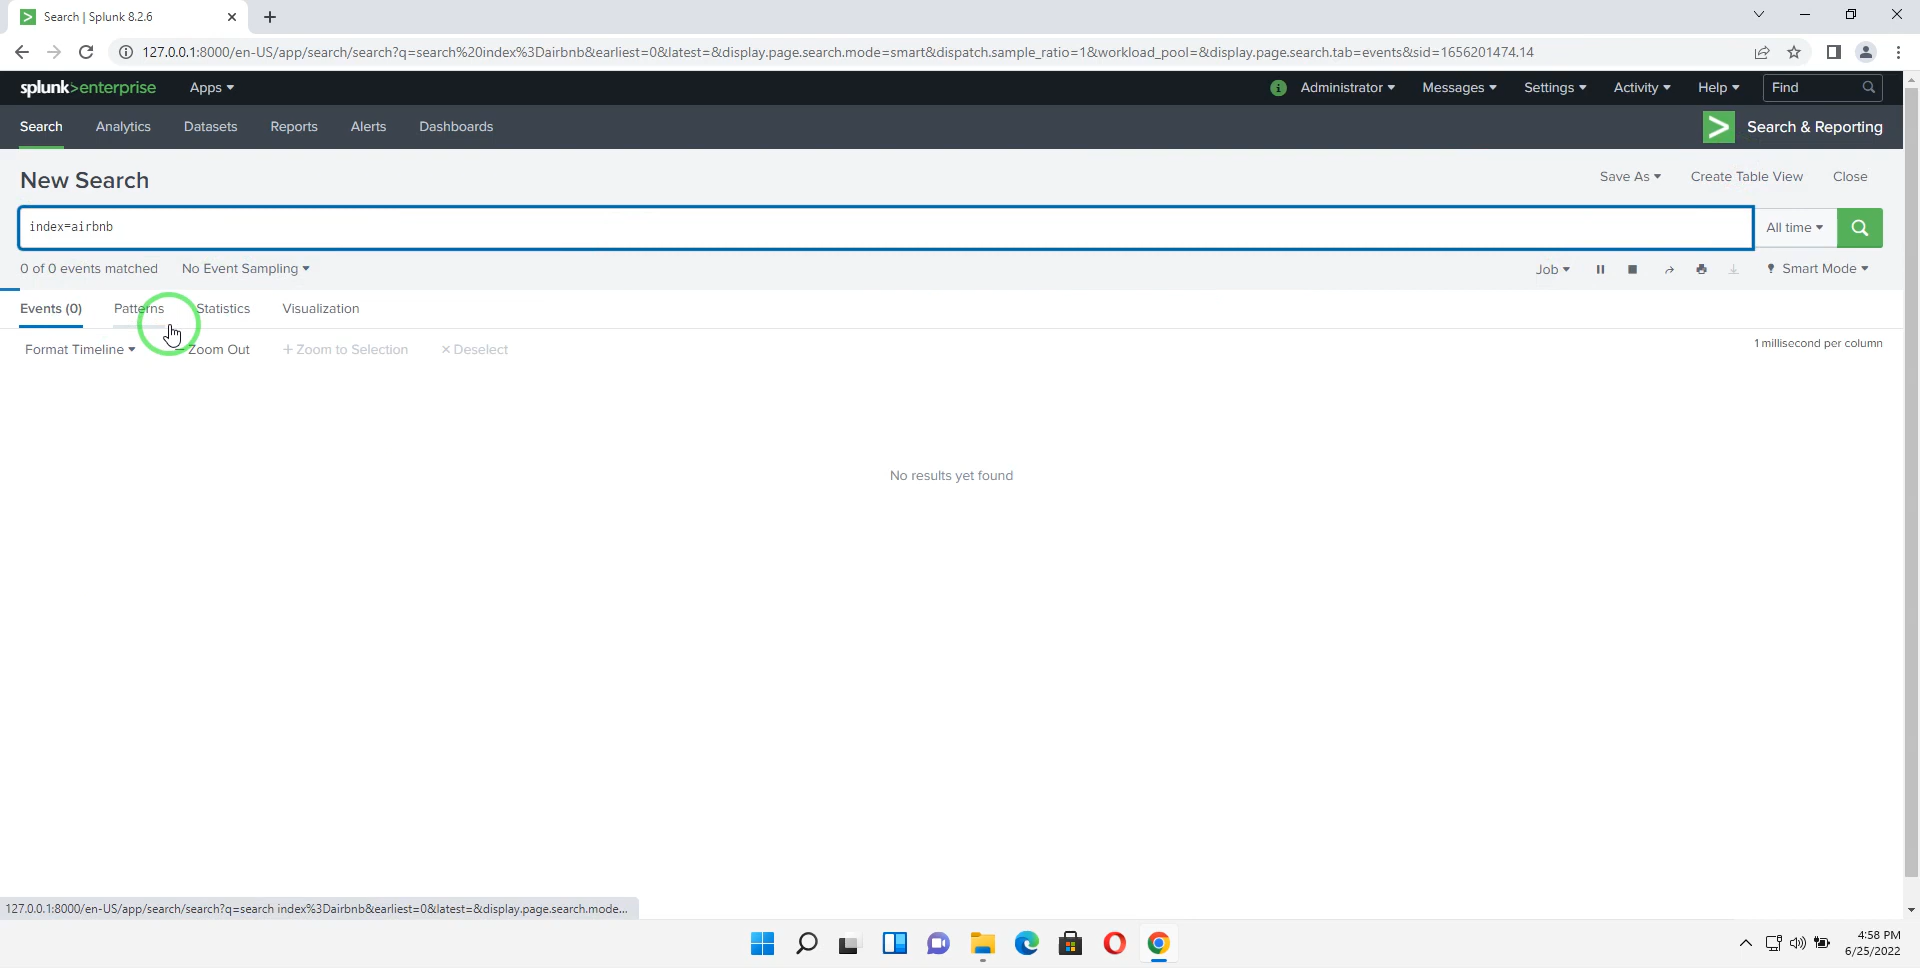 Search | Splunk 8.2.6
127.0.0.1:8000/en-US/app/search/search?q=search%20index%3Dairbnb&earliest=0&latest=&display.page.search.mode=smart&dispatch.sample_ratio=1&workload_pool=&display.page.search.tab=events&sid=1656201474.14
splunk>enterprise Apps Administrator Messages Settings Activity Help Find
Search Analytics Datasets Reports Alerts Dashboards Search & Reporting
New Search Save As Create Table View Close
index=airbnb All time
0 of 0 events matched No Event Sampling Job Smart Mode
Events (0) Patterns Statistics Visualization
Format Timeline – Zoom Out + Zoom to Selection × Deselect 1 millisecond per column
No results yet found
127.0.0.1:8000/en-US/app/search/search?q=search index%3Dairbnb&earliest=0&latest=&display.page.search.mode...
4:58 PM
6/25/2022